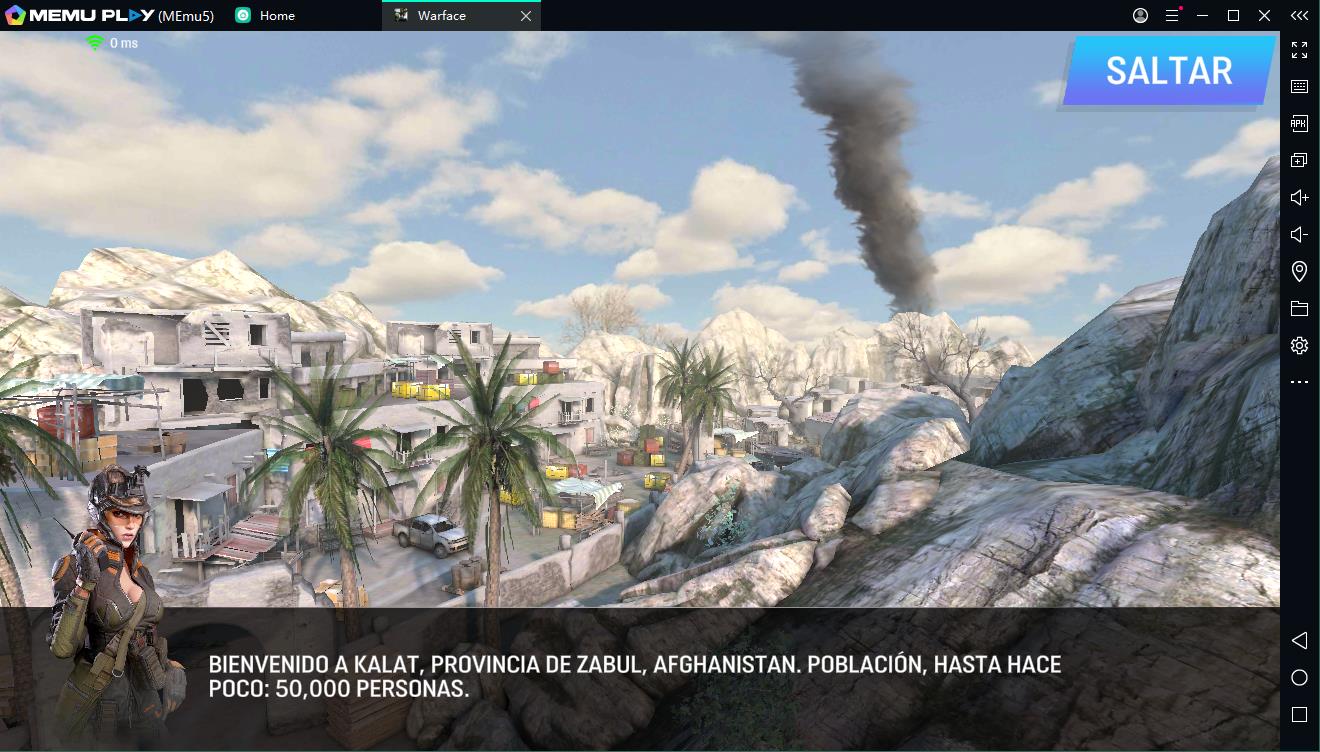 MEMU PLAY (MEmu5)
Home
Warface
0 ms
SALTAR
APK
BIENVENIDO A KALAT, PROVINCIA DE ZABUL, AFGHANISTAN. POBLACIÓN, HASTA HACE
POCO: 50,000 PERSONAS.